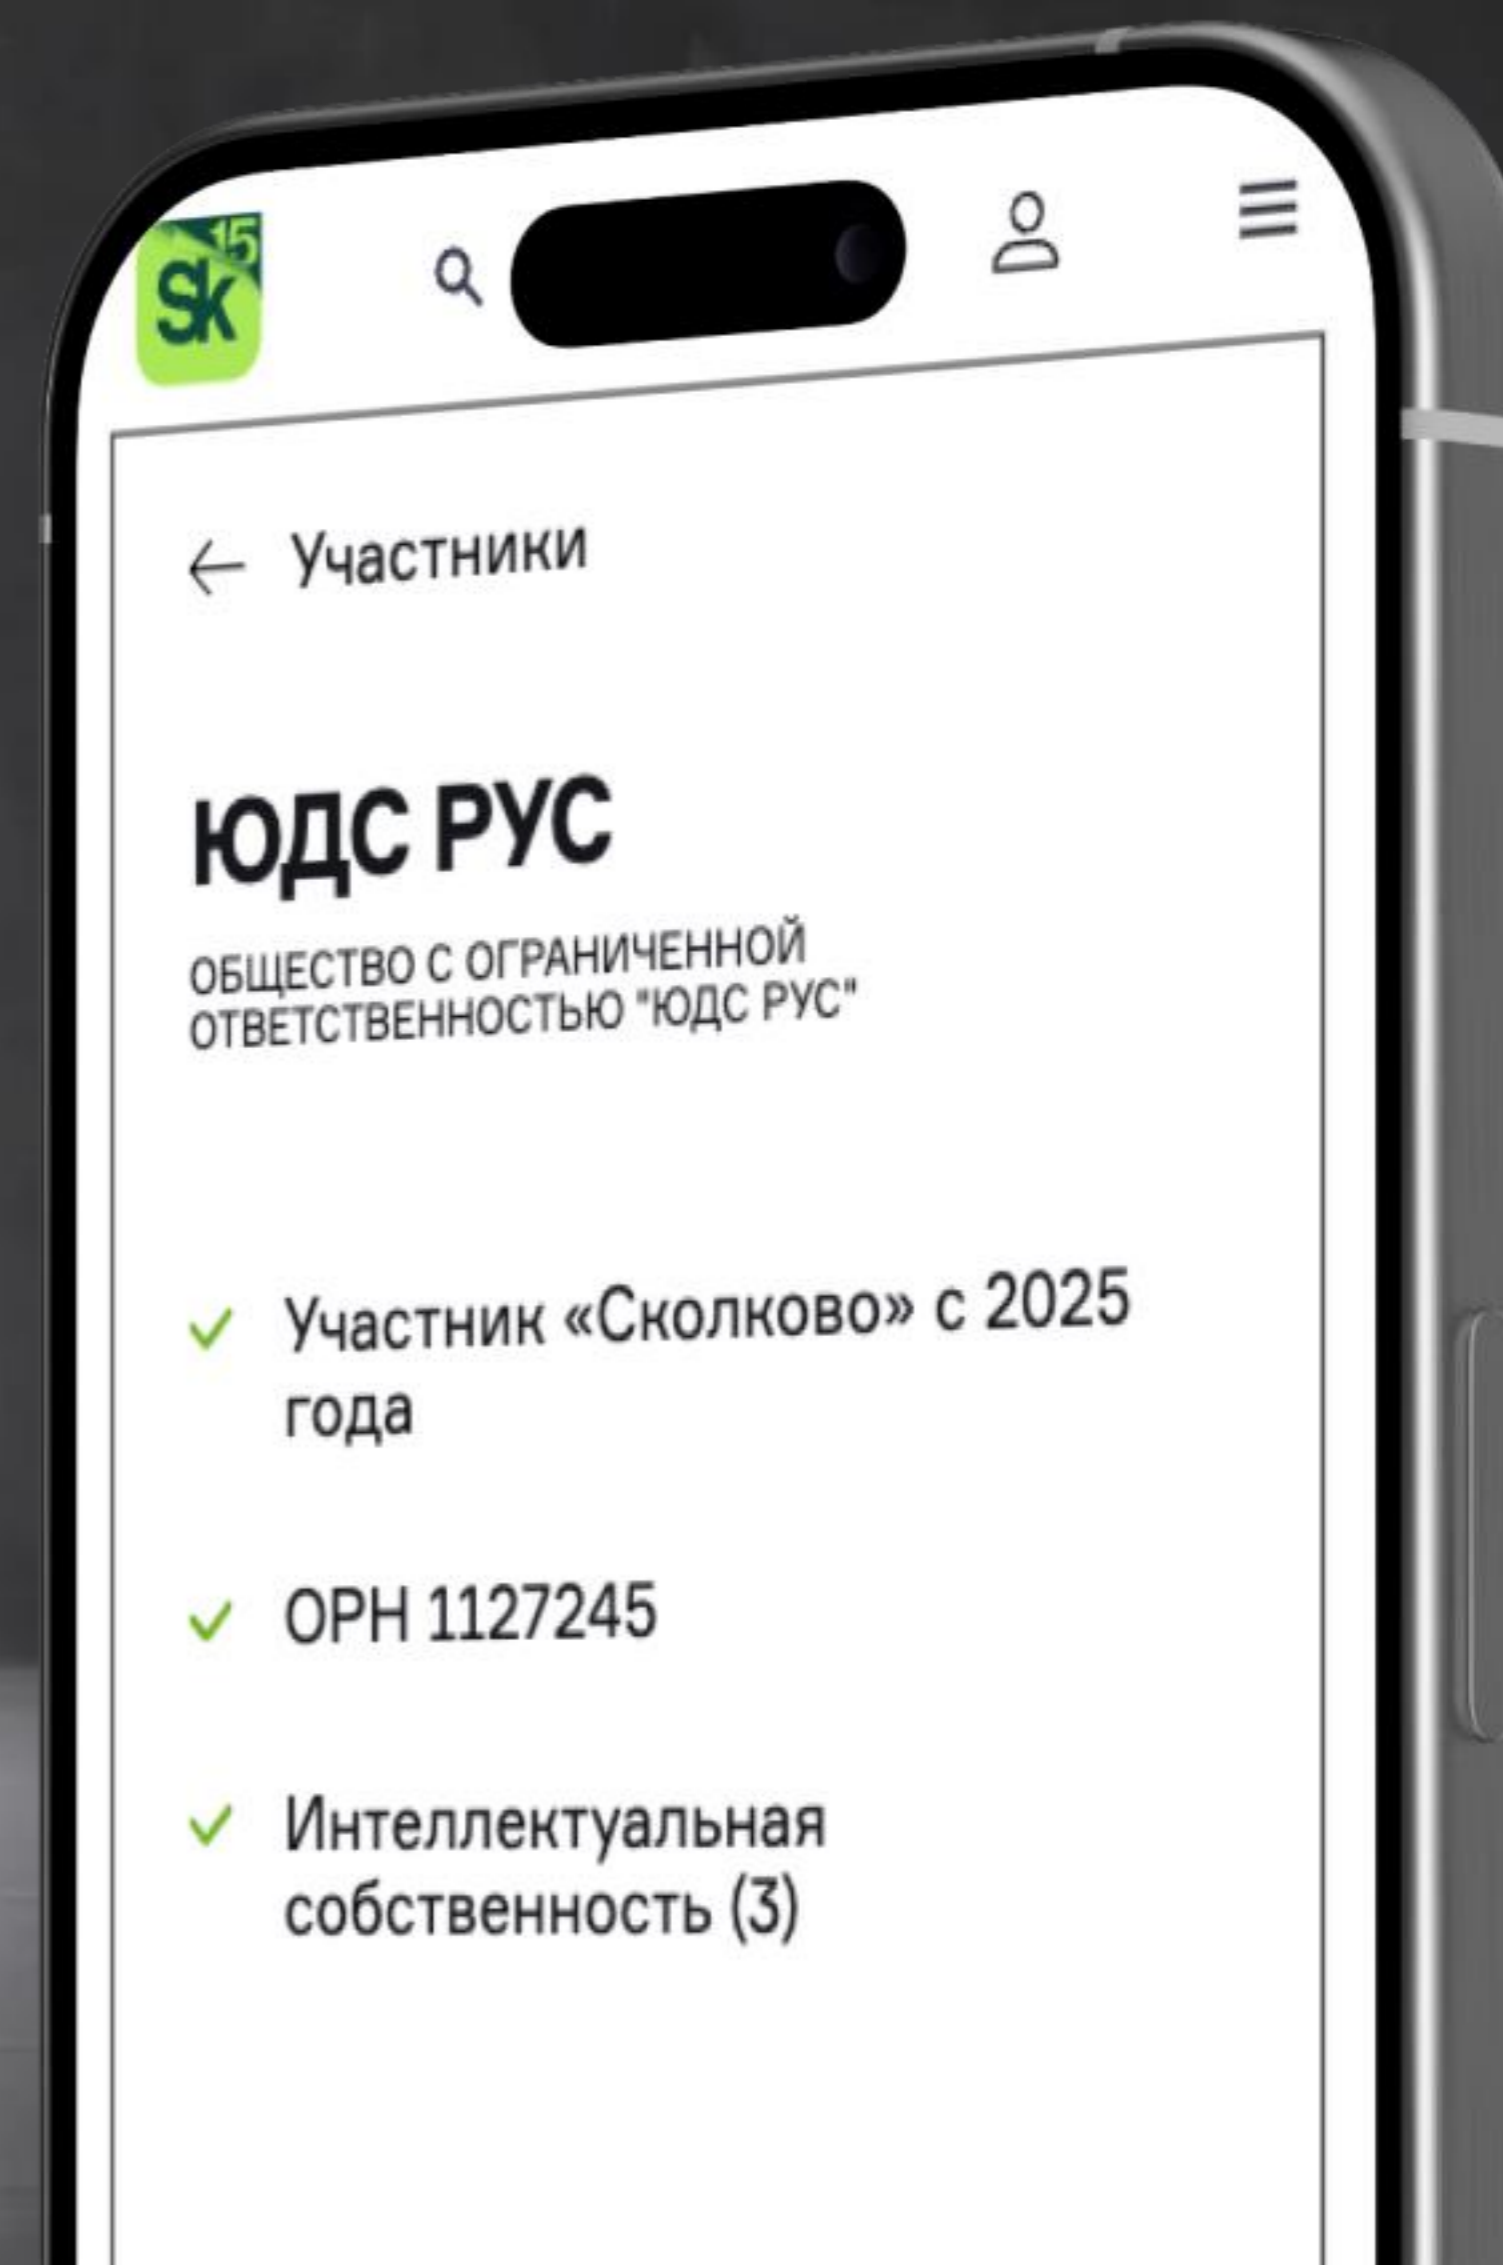 Sk 15
Участники
ЮДС РУС
ОБЩЕСТВО С ОГРАНИЧЕННОЙ
ОТВЕТСТВЕННОСТЬЮ "ЮДС РУС"
Участник «Сколково» с 2025
года
ОРН 1127245
Интеллектуальная
собственность (3)